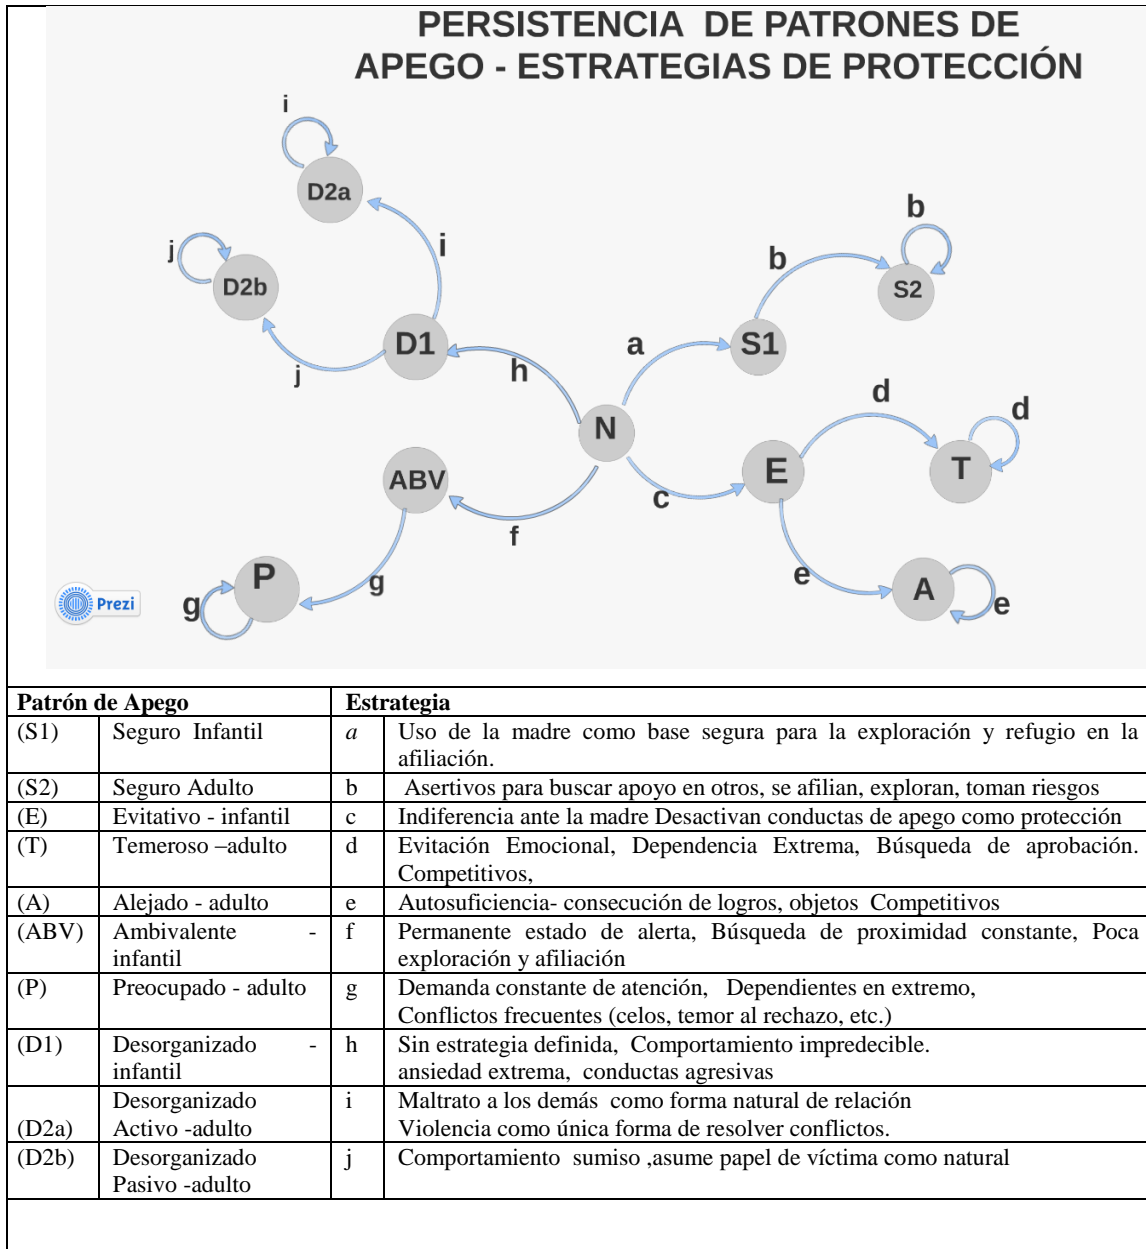 PERSISTENCIA DE PATRONES DE
APEGO - ESTRATEGIAS DE PROTECCIÓN
i
D2a
b
j
i
b
D2b
S2
D1
a
S1
h
d
j
d
N
ABV
E
T
c
f
P
g
e
A
g
e
Prezi
Patrón de Apego Estrategia
(S1) Seguro Infantil a Uso de la madre como base segura para la exploración y refugio en la
afiliación.
(S2) Seguro Adulto b Asertivos para buscar apoyo en otros, se afilian, exploran, toman riesgos
(E) Evitativo - infantil c Indiferencia ante la madre Desactivan conductas de apego como protección
(T) Temeroso –adulto d Evitación Emocional, Dependencia Extrema, Búsqueda de aprobación.
Competitivos,
(A) Alejado - adulto e Autosuficiencia- consecución de logros, objetos Competitivos
(ABV) Ambivalente - f Permanente estado de alerta, Búsqueda de proximidad constante, Poca
infantil exploración y afiliación
(P) Preocupado - adulto g Demanda constante de atención, Dependientes en extremo,
Conflictos frecuentes (celos, temor al rechazo, etc.)
(D1) Desorganizado - h Sin estrategia definida, Comportamiento impredecible.
infantil ansiedad extrema, conductas agresivas
Desorganizado i Maltrato a los demás como forma natural de relación
(D2a) Activo -adulto Violencia como única forma de resolver conflictos.
(D2b) Desorganizado j Comportamiento sumiso ,asume papel de víctima como natural
Pasivo -adulto